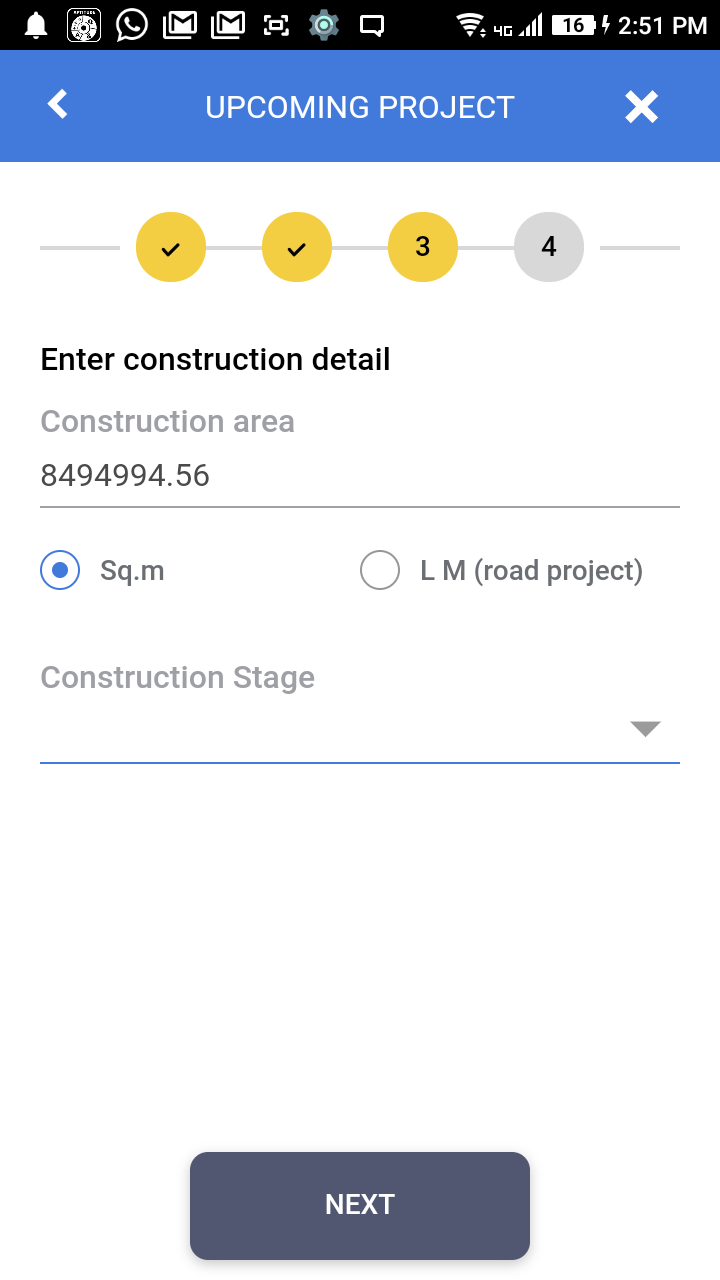 4G 16 2:51 PM
UPCOMING PROJECT
3 4
Enter construction detail
Construction area
8494994.56
Sq.m L M (road project)
Construction Stage
NEXT